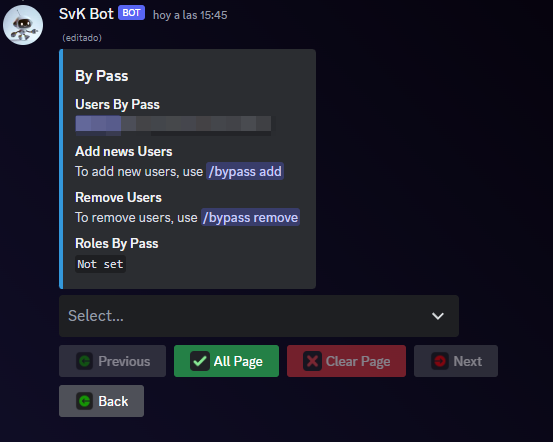 SvK Bot BOT hoy a las 15:45
(editado)
By Pass
Users By Pass
Add news Users
To add new users, use /bypass add
Remove Users
To remove users, use /bypass remove
Roles By Pass
Not set
Select...
Previous All Page Clear Page Next
Back